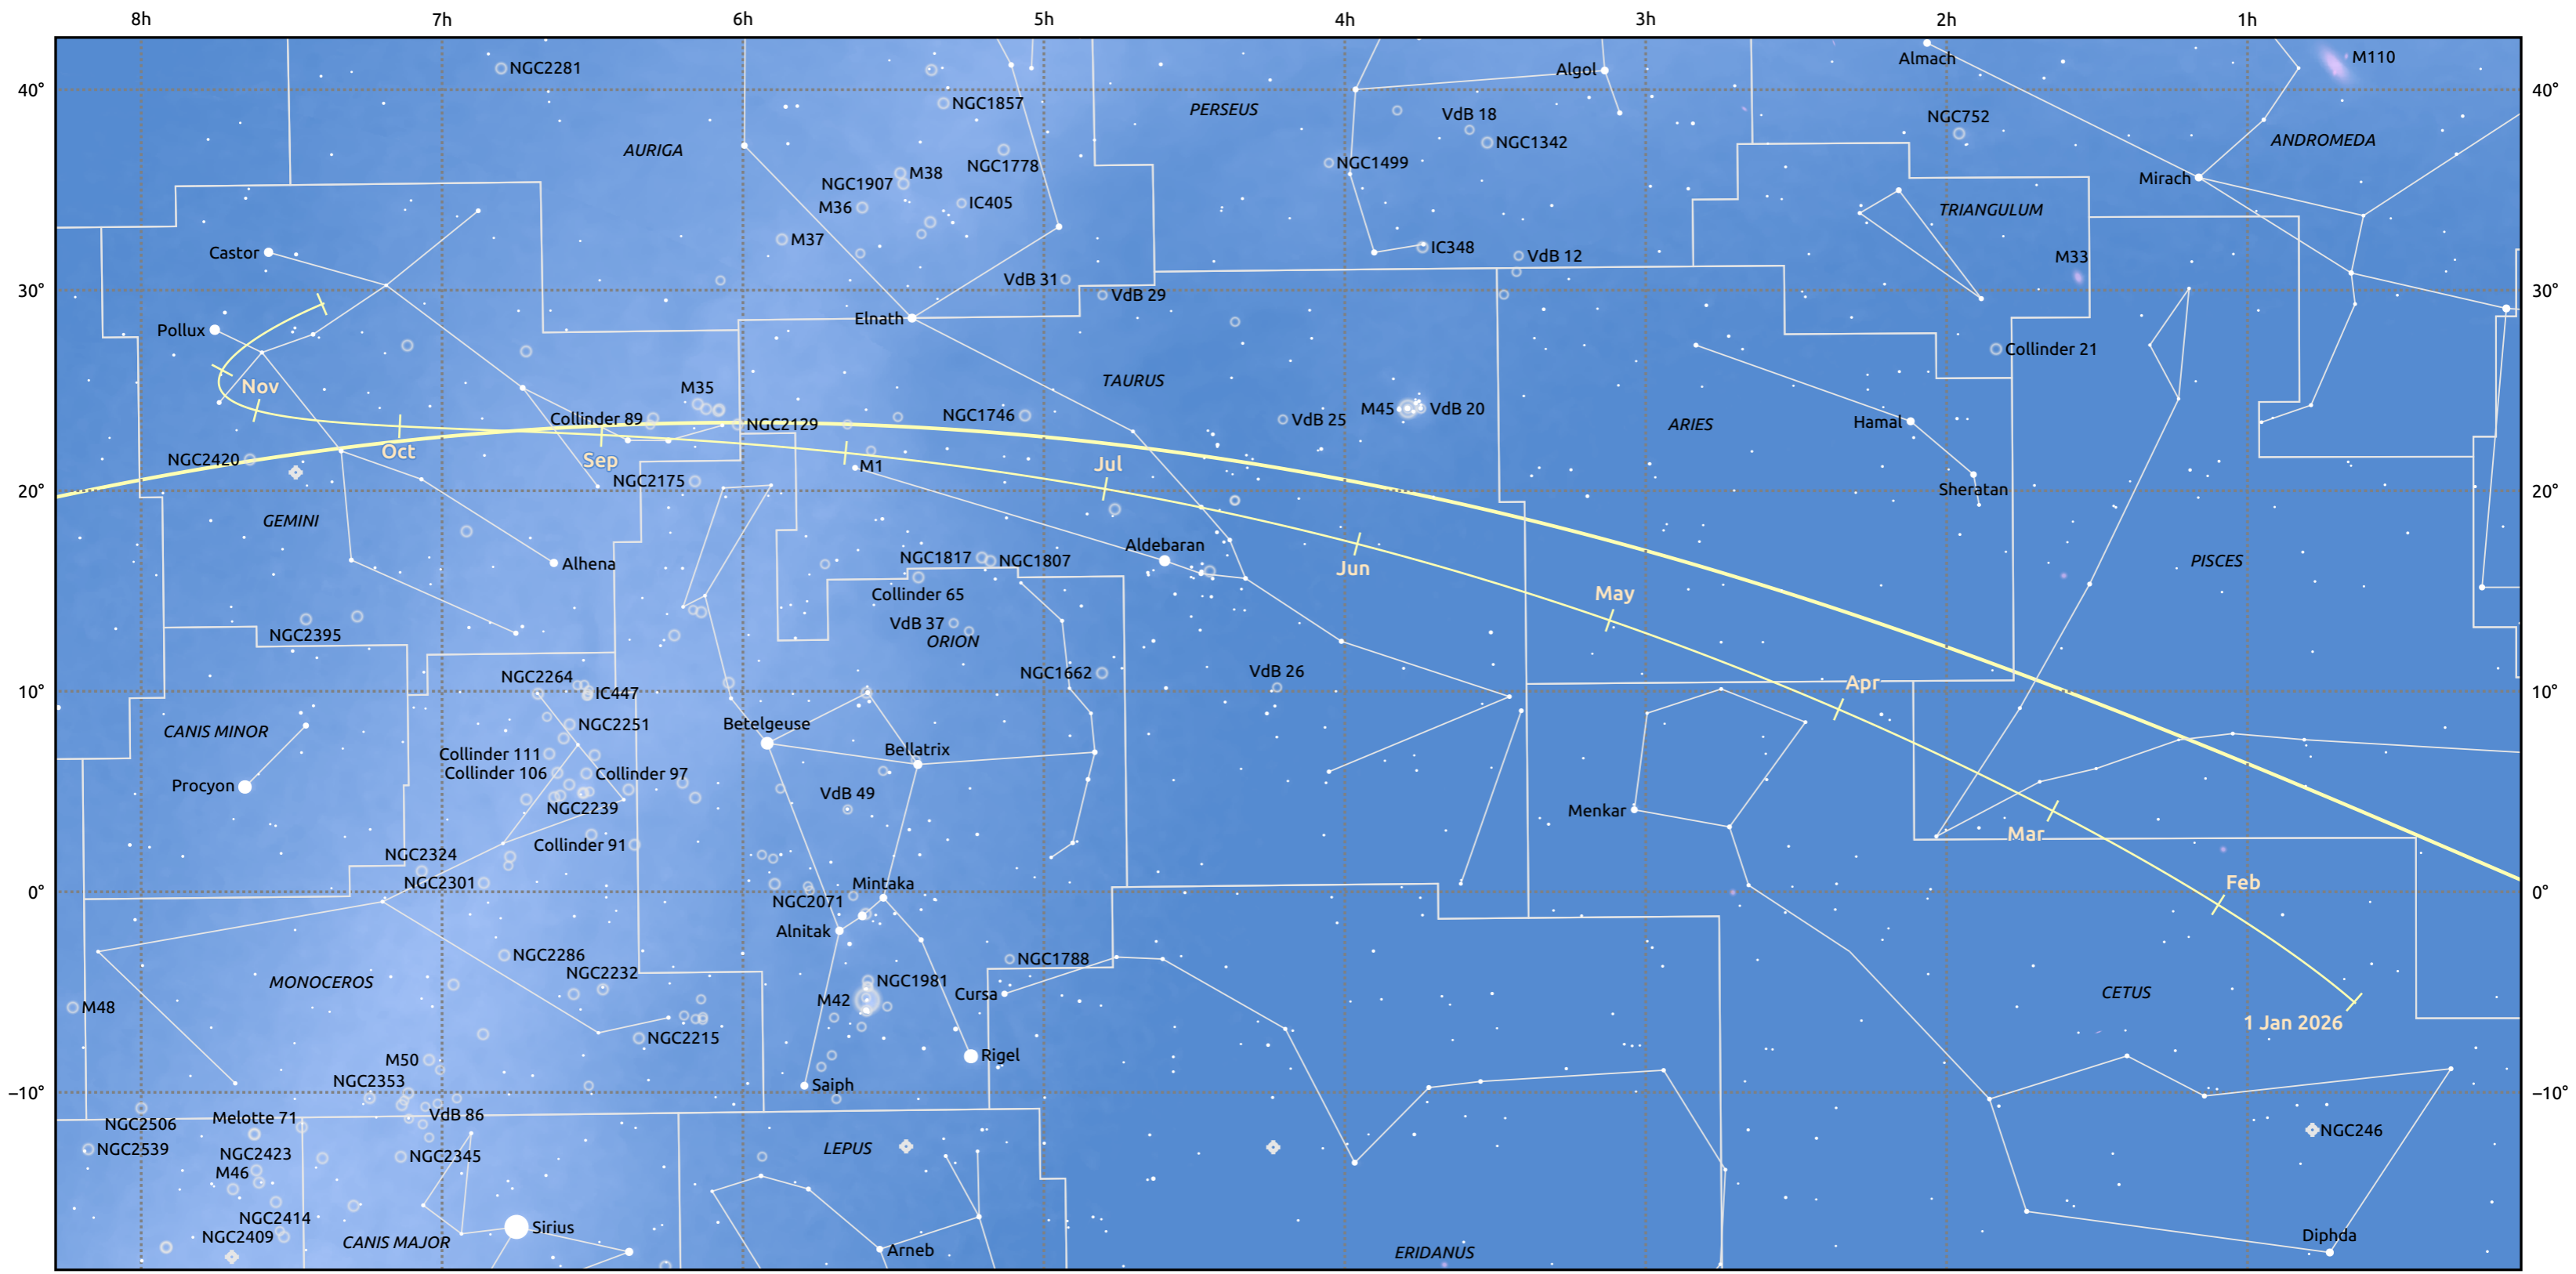 8h 7h 6h 5h 4h 3h 2h 1h
NGC2281
Algol
Almach
M110
40°
40°
NGC1857
PERSEUS
VdB 18
NGC752
ANDROMEDA
AURIGA
NGC1342
M38
NGC1778
NGC1499
NGC1907
Mirach
M36
IC405
TRIANGULUM
M37
IC348
VdB 12
Castor
M33
VdB 31
30°
VdB 29
30°
Elnath
Pollux
Collinder 21
TAURUS
Nov
M35
M45
VdB 20
Collinder 89
NGC2129
NGC1746
VdB 25
ARIES
Hamal
Oct
Sep
NGC2420
M1
Jul
NGC2175
20°
Sheratan
20°
GEMINI
Aldebaran
Alhena
NGC1817
NGC1807
Jun
PISCES
Collinder 65
May
VdB 37
NGC2395
ORION
NGC2264
NGC1662
VdB 26
Apr
10°
IC447
10°
CANIS MINOR
NGC2251
Betelgeuse
Collinder 111
Bellatrix
Collinder 106
Collinder 97
Procyon
VdB 49
NGC2239
Menkar
Mar
Collinder 91
NGC2324
NGC2301
Mintaka
Feb
0°
0°
NGC2071
Alnitak
NGC2286
NGC1788
MONOCEROS
NGC2232
NGC1981
Cursa
CETUS
M48
M42
1 Jan 2026
NGC2215
M50
Rigel
NGC2353
Saiph
−10°
−10°
NGC2506
Melotte 71
VdB 86
NGC246
NGC2539
NGC2423
NGC2345
LEPUS
M46
NGC2414
NGC2409
CANIS MAJOR
Sirius
Arneb
ERIDANUS
Diphda